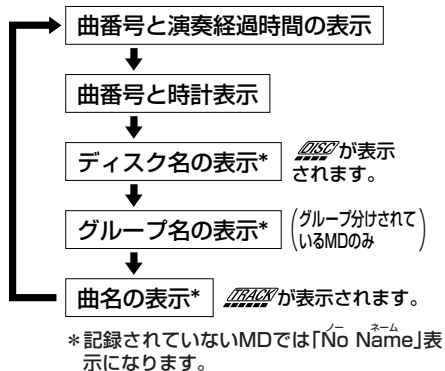 曲番号と演奏経過時間の表示
曲番号と時計表示
ディスク名の表示* DISCが表示
されます。
グループ名の表示* (グループ分けされて
いるMDのみ)
曲名の表示* TRACKが表示されます。
ノー ネーム
*記録されていないMDでは「No Name」表
示になります。